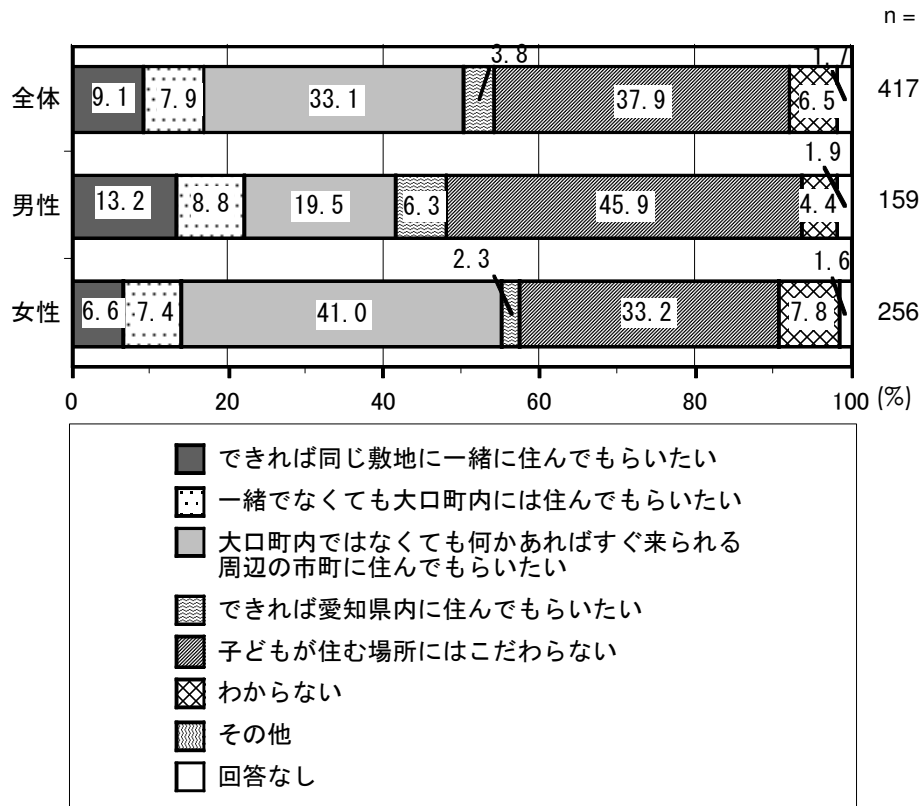 n =
3.8
1.7
全体
9.1
7.9
33.1
37.9
6.5
417
1.9
男性
13.2
8.8
19.5
6.3
45.9
4.4
159
2.3
1.6
女性
6.6
7.4
41.0
33.2
7.8
256
0 20 40 60 80 100 (%)
できれば同じ敷地に一緒に住んでもらいたい
一緒でなくても大口町内には住んでもらいたい
大口町内ではなくても何かあればすぐ来られる
周辺の市町に住んでもらいたい
できれば愛知県内に住んでもらいたい
子どもが住む場所にはこだわらない
わからない
その他
回答なし